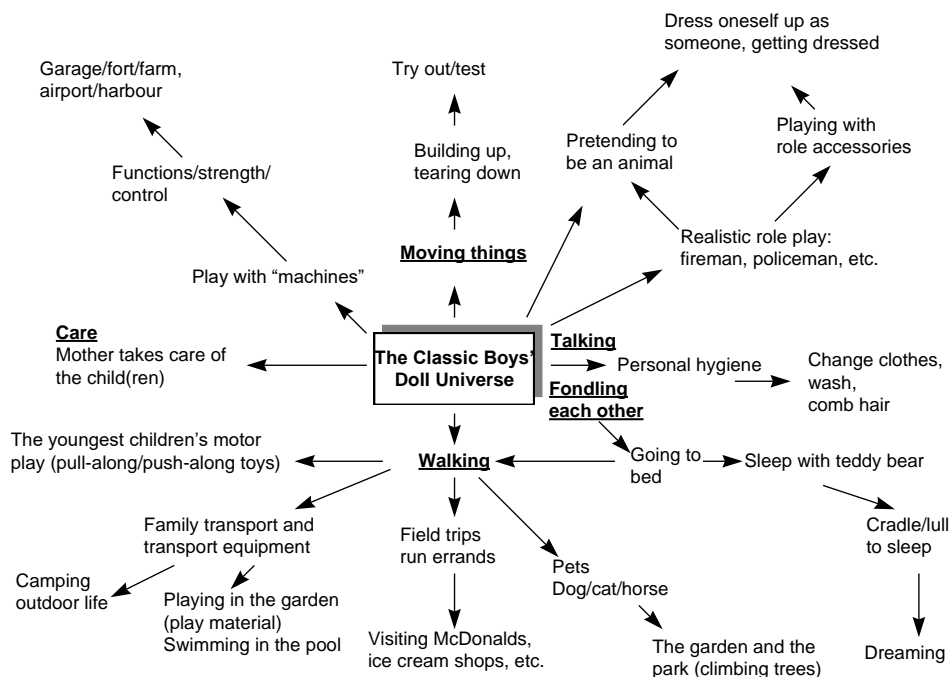 Dress oneself up as
someone, getting dressed
Garage/fort/farm,
airport/harbour
Try out/test
Playing with
role accessories
Pretending to
be an animal
Building up,
tearing down
Functions/strength/
control
Realistic role play:
fireman, policeman, etc.
Moving things
Play with “machines”
Care
Mother takes care of
the child(ren)
The Classic Boys’
Doll Universe
Talking
Personal hygiene
Change clothes,
wash,
comb hair
Fondling
each other
The youngest children’s motor
play (pull-along/push-along toys)
Walking
Going to
bed
Sleep with teddy bear
Family transport and
transport equipment
Field trips
run errands
Cradle/lull
to sleep
Pets
Dog/cat/horse
Camping
outdoor life
Playing in the garden
(play material)
Swimming in the pool
Visiting McDonalds,
ice cream shops, etc.
The garden and the
park (climbing trees)
Dreaming